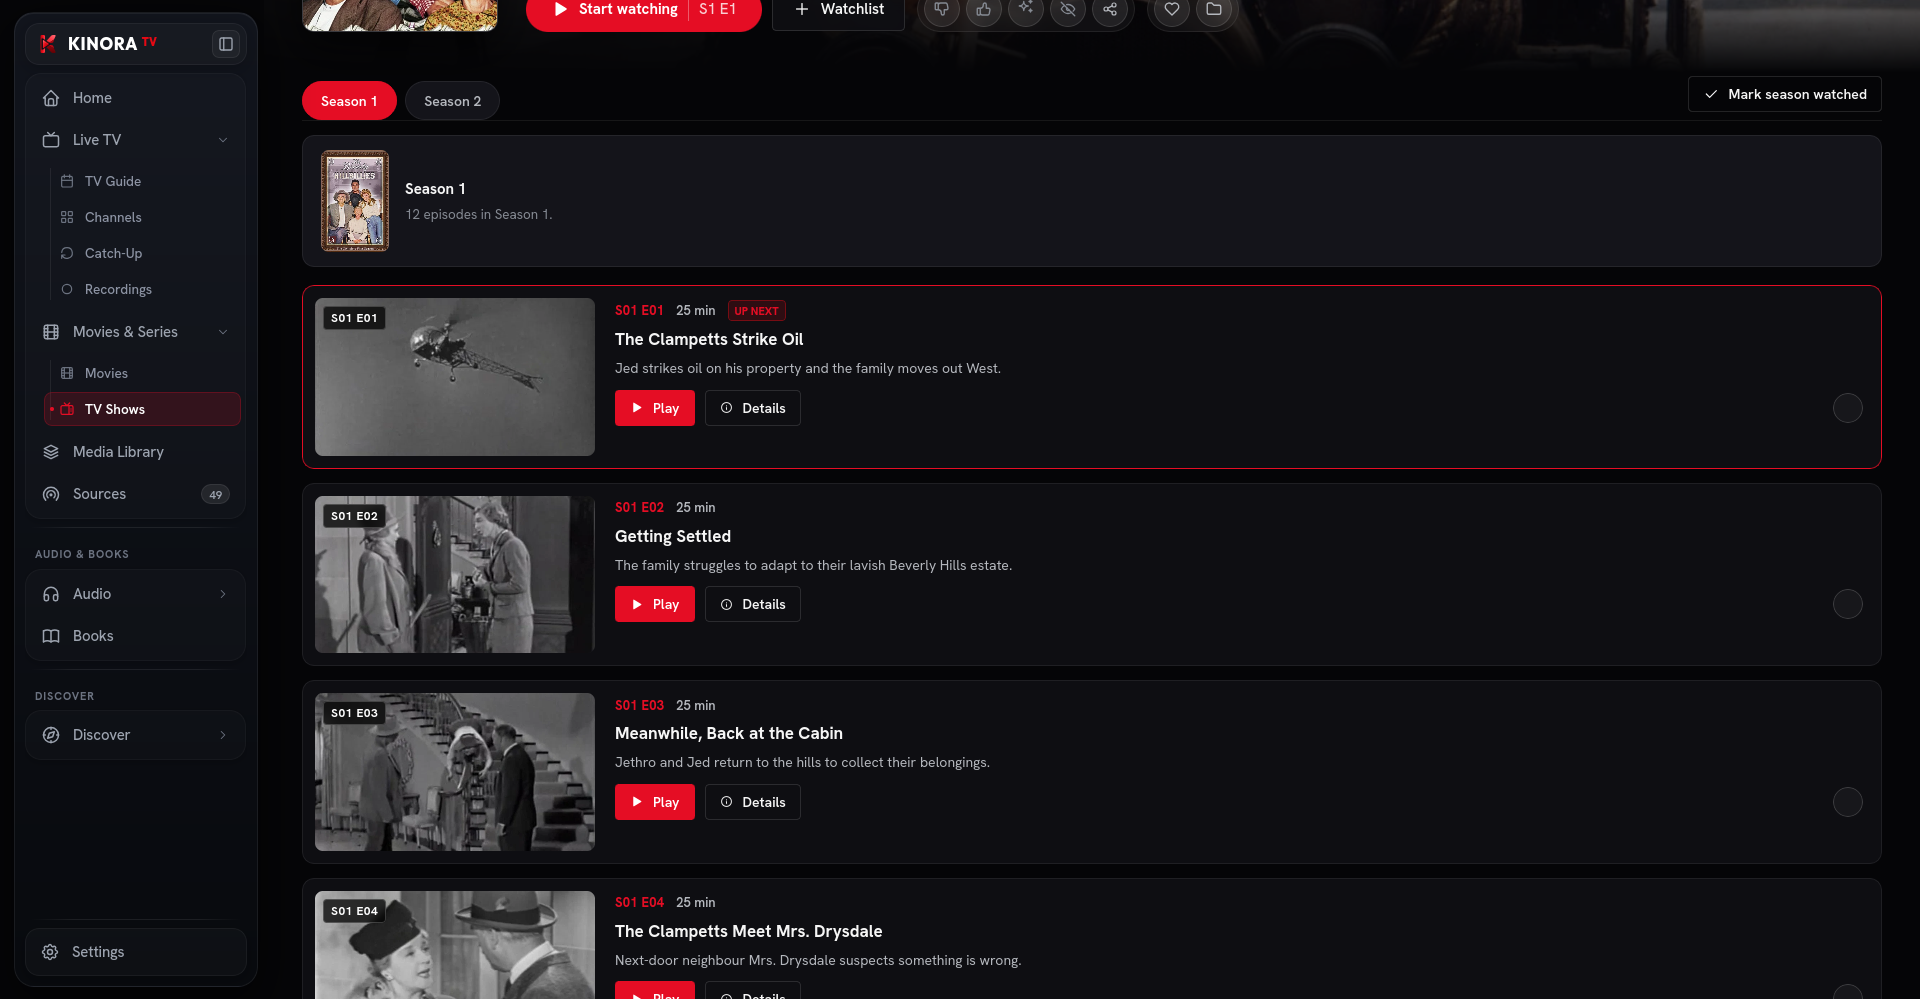 Start watching S1 E1
Watchlist
KINORA TV
Home
Live TV
TV Guide
Channels
Catch-Up
Recordings
Movies & Series
Movies
TV Shows
Media Library
Sources 49
AUDIO & BOOKS
Audio
Books
DISCOVER
Discover
Settings
Season 1 Season 2
Mark season watched
HILLBILLIES
Season 1
12 episodes in Season 1.
S01 E01
S01 E01 25 min UP NEXT
The Clampetts Strike Oil
Jed strikes oil on his property and the family moves out West.
Play Details
S01 E02
S01 E02 25 min
Getting Settled
The family struggles to adapt to their lavish Beverly Hills estate.
Play Details
S01 E03
S01 E03 25 min
Meanwhile, Back at the Cabin
Jethro and Jed return to the hills to collect their belongings.
Play Details
S01 E04
S01 E04 25 min
The Clampetts Meet Mrs. Drysdale
Next-door neighbour Mrs. Drysdale suspects something is wrong.
Play Details